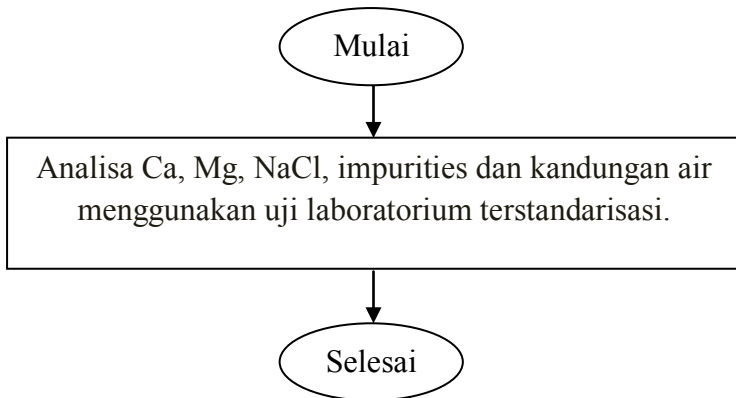 Mulai
Analisa Ca, Mg, NaCl, impurities dan kandungan air
menggunakan uji laboratorium terstandarisasi.
Selesai